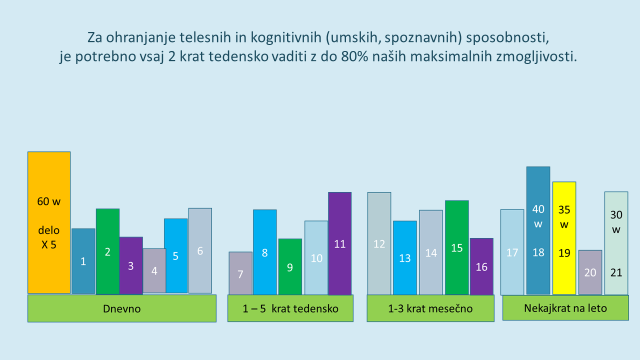 Za ohranjanje telesnih in kognitivnih (umskih, spoznavnih) sposobnosti,
je potrebno vsaj 2 krat tedensko vaditi z do 80% naših maksimalnih zmogljivosti.
60 w
delo
X 5
1
2
3
4
5
6
Dnevno
7
8
9
10
11
1 – 5 krat tedensko
12
13
14
15
16
1-3 krat mesečno
17
40
w
18
35
w
19
20
30
w
21
Nekajkrat na leto